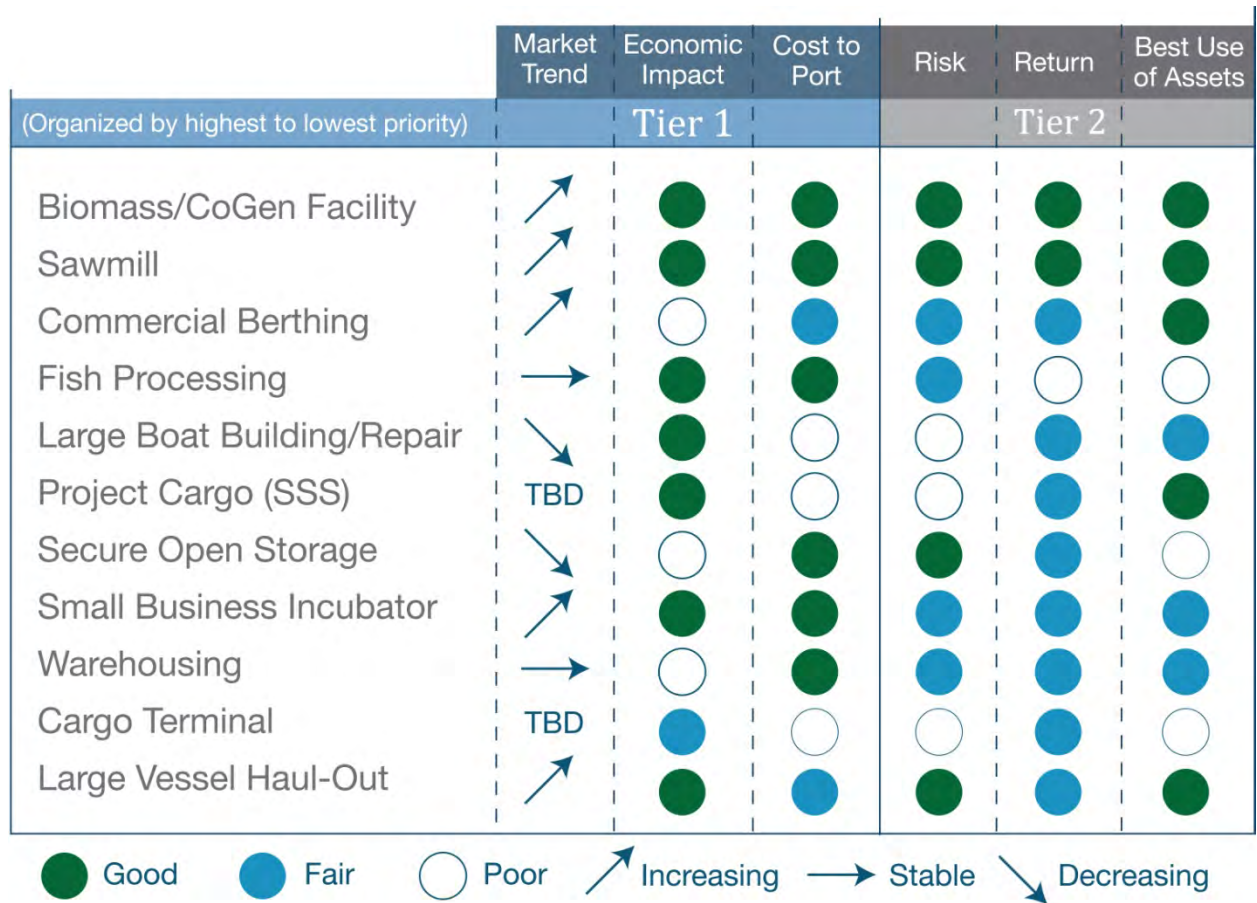 Market Trend
Economic Impact
Cost to Port
Risk
Return
Best Use of Assets
(Organized by highest to lowest priority)
Tier 1
Tier 2
Biomass/CoGen Facility
Sawmill
Commercial Berthing
Fish Processing
Large Boat Building/Repair
Project Cargo (SSS) TBD
Secure Open Storage
Small Business Incubator
Warehousing
Cargo Terminal TBD
Large Vessel Haul-Out
Good Fair Poor Increasing Stable Decreasing